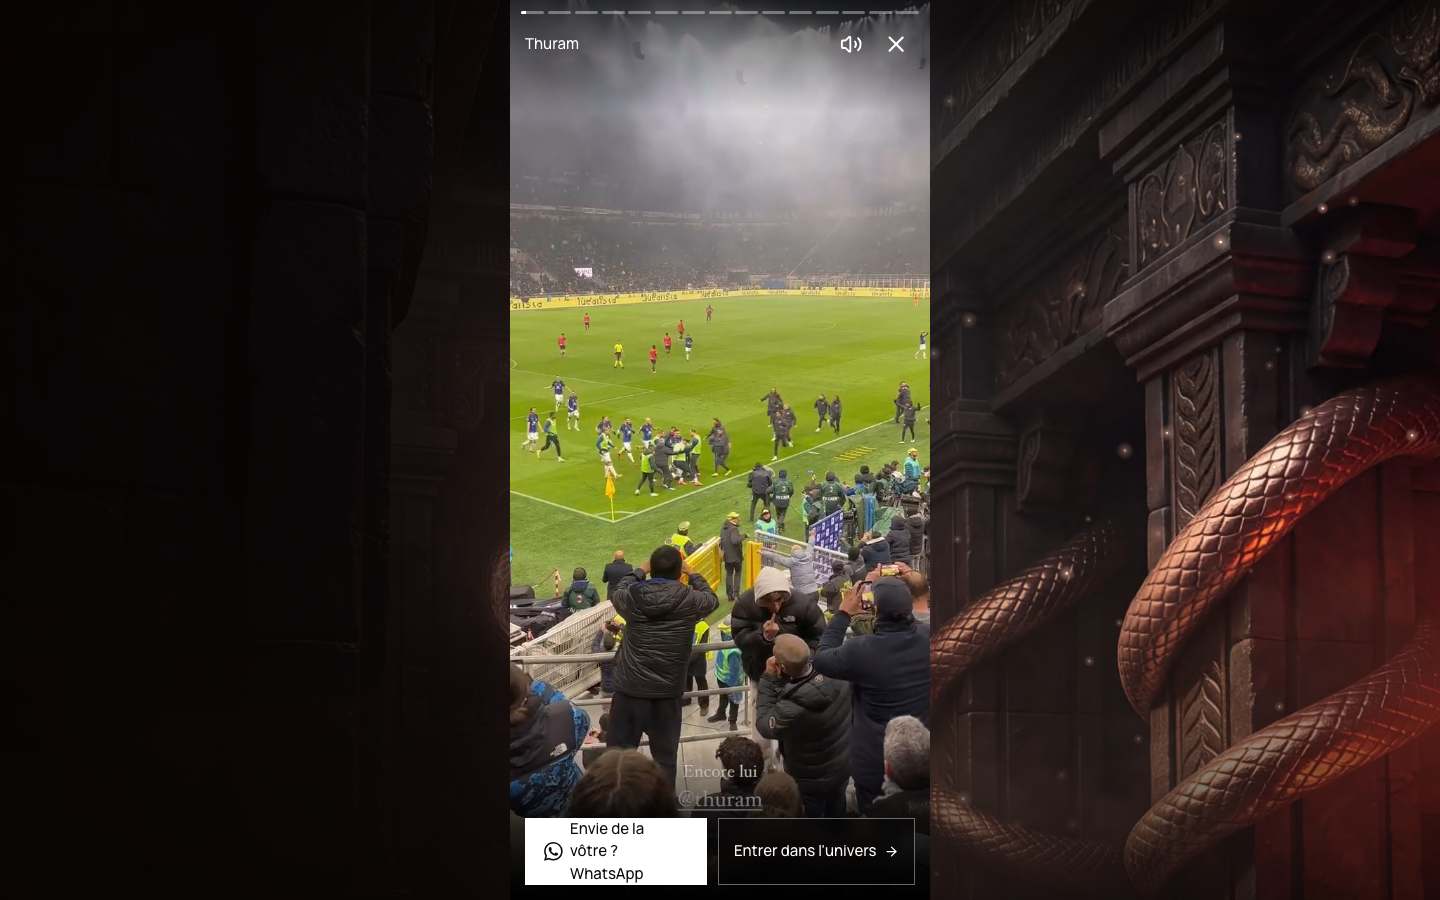 Thuram
Encore lui
@thuram
Envie de la
vôtre ?
WhatsApp
Entrer dans l'univers →